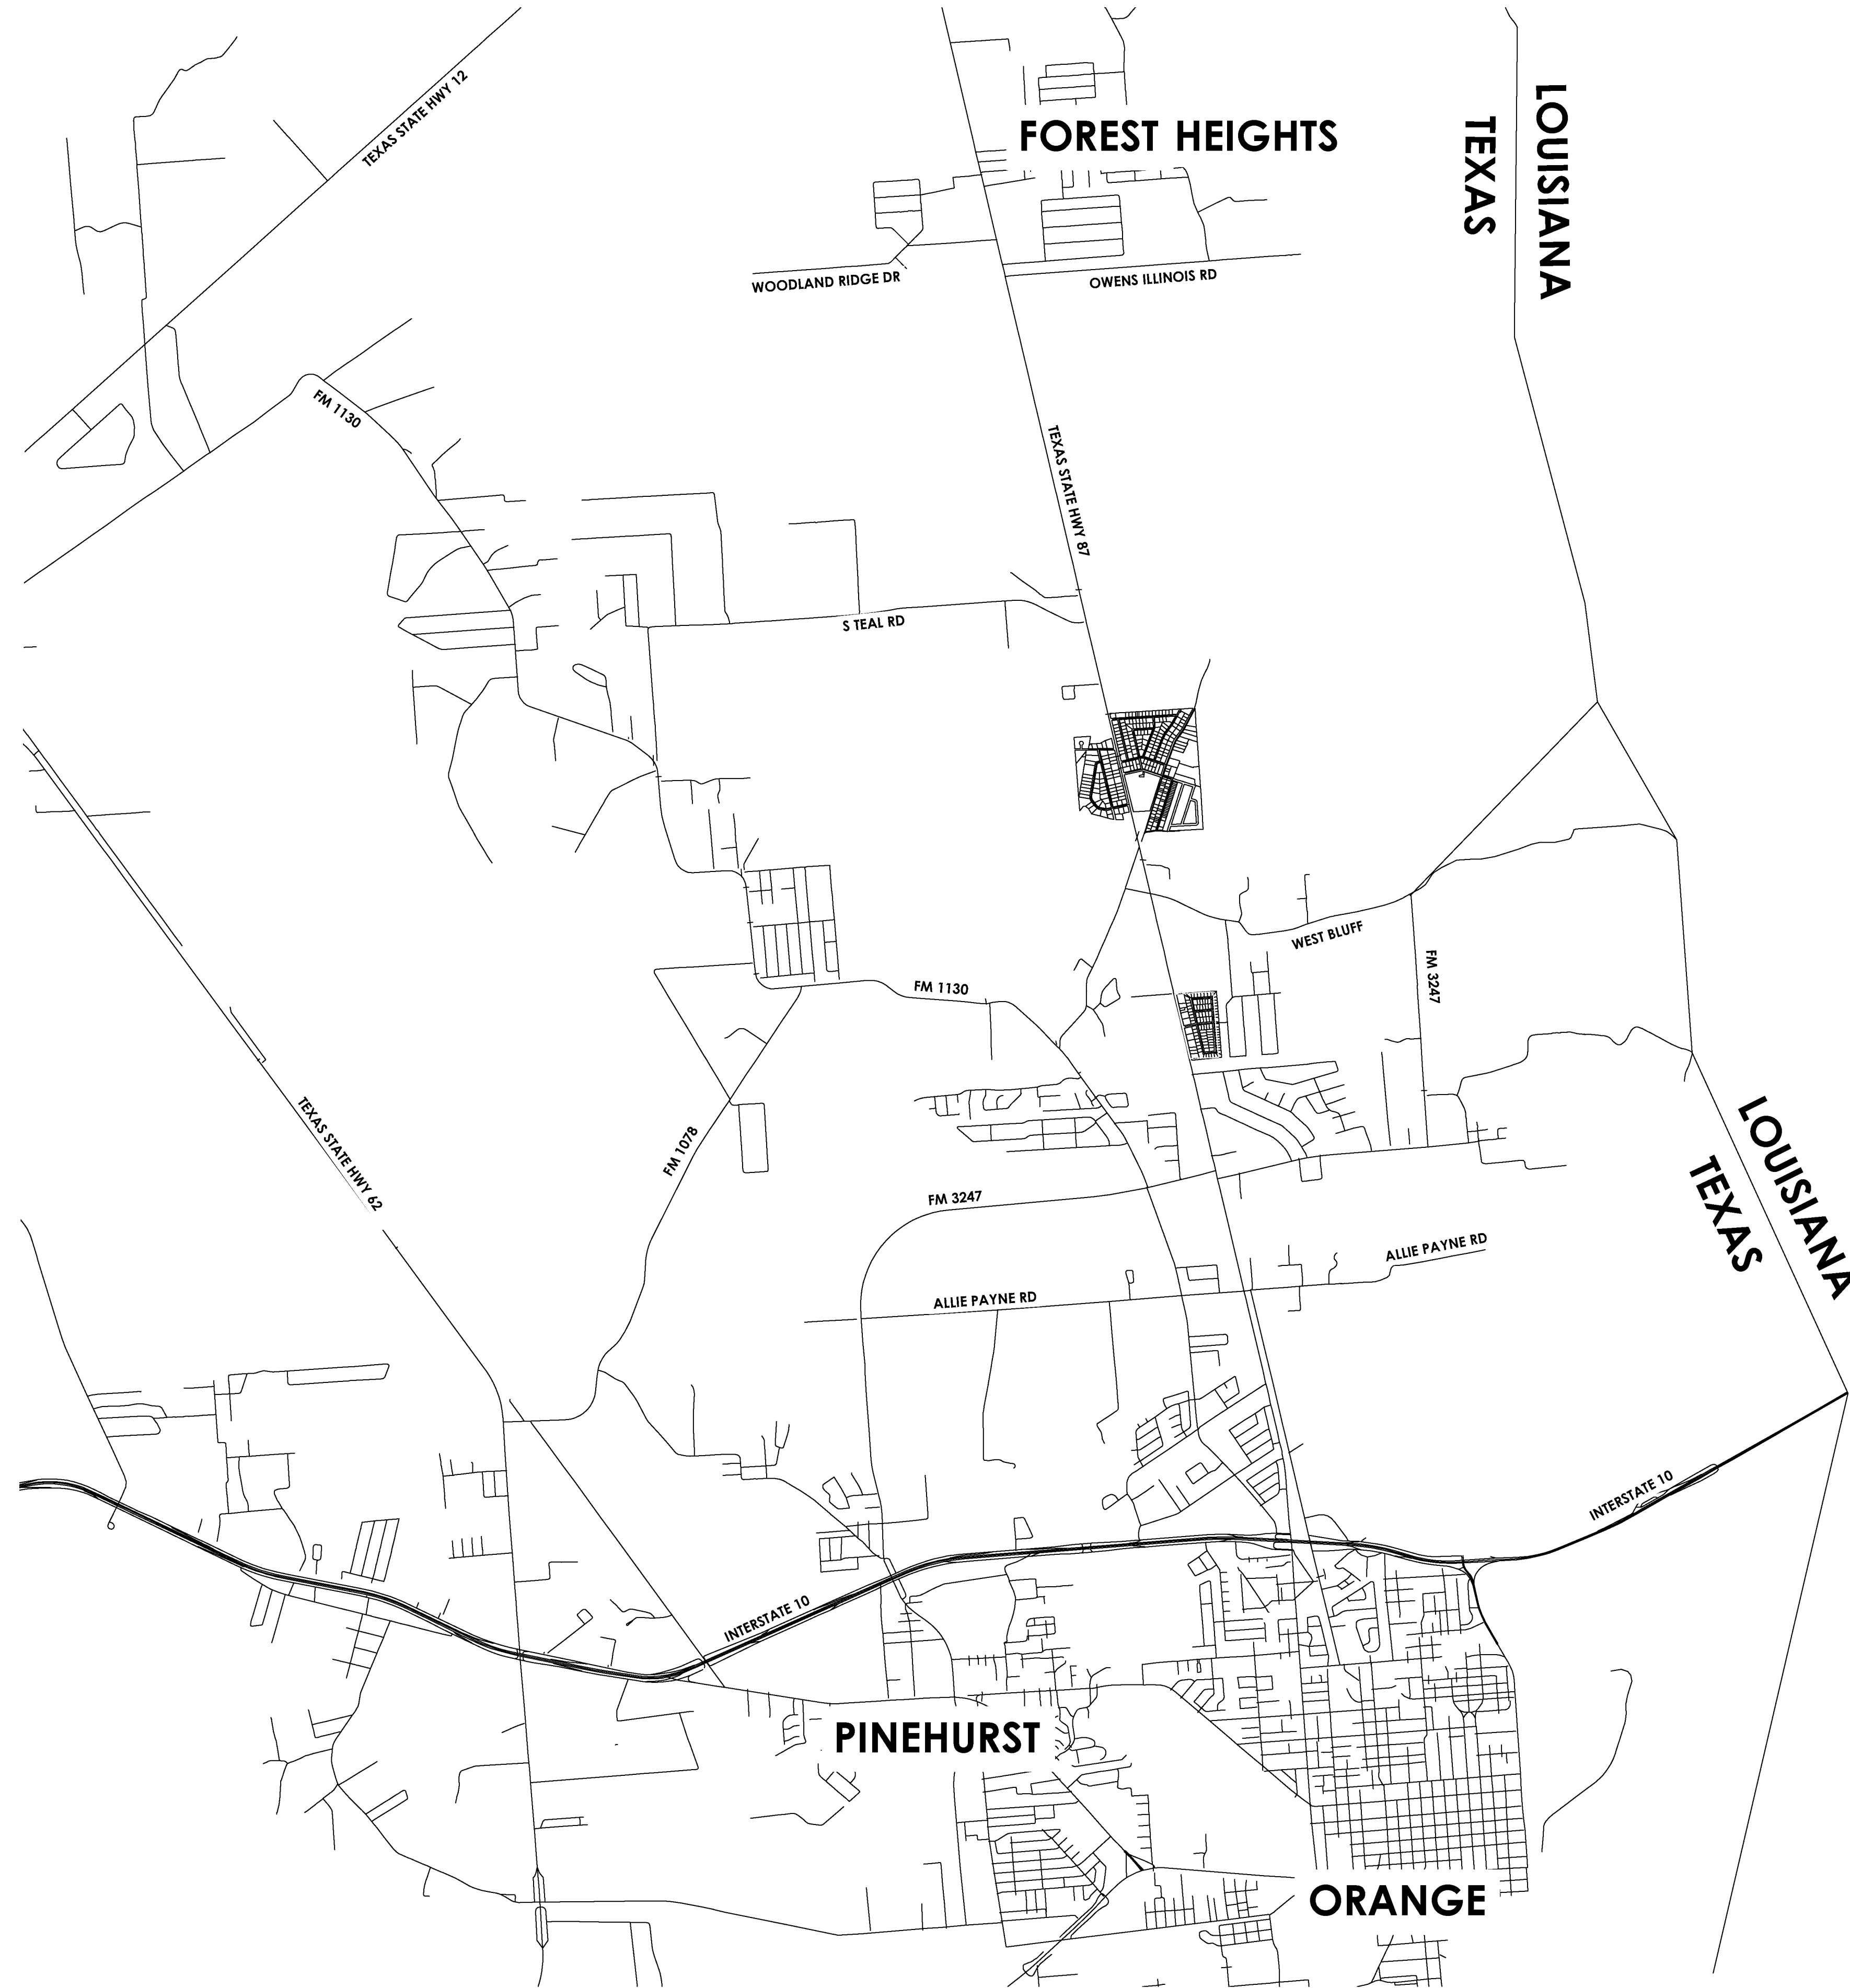 TEXAS STATE HWY 12
FOREST HEIGHTS
LOUISIANA
TEXAS
WOODLAND RIDGE DR
OWENS ILLINOIS RD
FM 1130
TEXAS STATE HWY 87
S TEAL RD
WEST BLUFF
FM 3247
FM 1130
TEXAS STATE HWY 62
FM 1078
LOUISIANA
TEXAS
FM 3247
ALLIE PAYNE RD
ALLIE PAYNE RD
INTERSTATE 10
INTERSTATE 10
PINEHURST
ORANGE